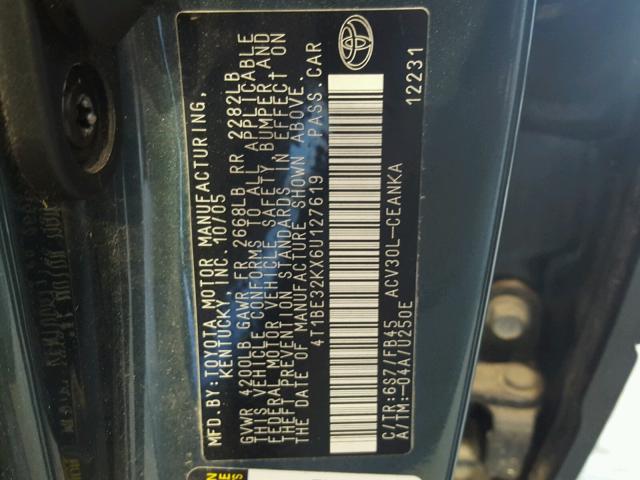 MFD.BY:TOYOTA MOTOR MANUFACTURING,
KENTUCKY, INC. 10/05
GVWR 4200LB GAWR FR 2668LB RR 2282LB
THIS VEHICLE CONFORMS TO ALL APPLICABLE
FEDERAL MOTOR VEHICLE SAFETY, BUMPER, AND
THEFT PREVENTION STANDARDS IN EFFECT ON
THE DATE OF MANUFACTURE SHOWN ABOVE.
4T1BE32KX6U127619 PASS.CAR
C/TR:6S7/FB45 ACV30L-CEANKA
A/TM:-04A/U250E 12231